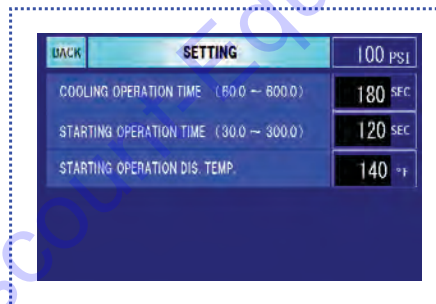 BACK SETTING 100 PSI
COOLING OPERATION TIME (60.0 ~ 600.0) 180 SEC
STARTING OPERATION TIME (30.0 ~ 300.0) 120 SEC
STARTING OPERATION DIS. TEMP. 140 °F